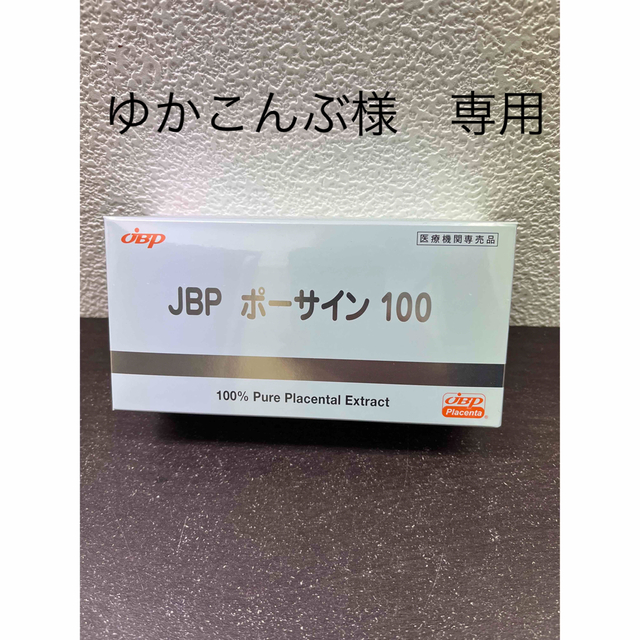 ゆかこんぶ様　専用
JBP
医療機関専売品
JBP ポーサイン 100
100% Pure Placental Extract
JBP
Placenta